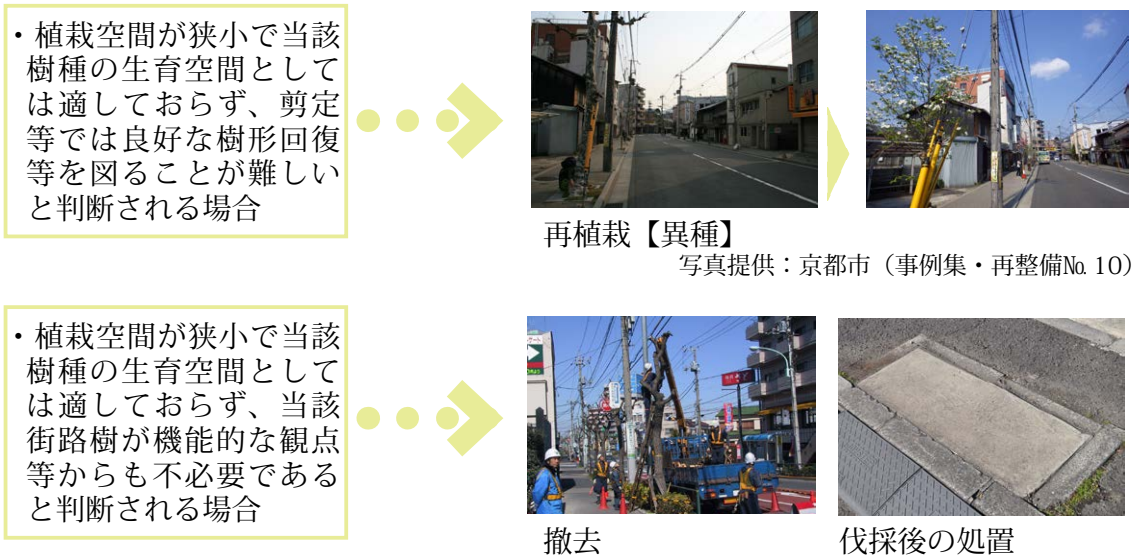 ・植栽空間が狭小で当該
樹種の生育空間として
は適しておらず、剪定
等では良好な樹形回復
等を図ることが難しい
と判断される場合
再植栽【異種】
写真提供：京都市（事例集・再整備№10）
・植栽空間が狭小で当該
樹種の生育空間として
は適しておらず、当該
街路樹が機能的な観点
等からも不必要である
と判断される場合
撤去
伐採後の処置